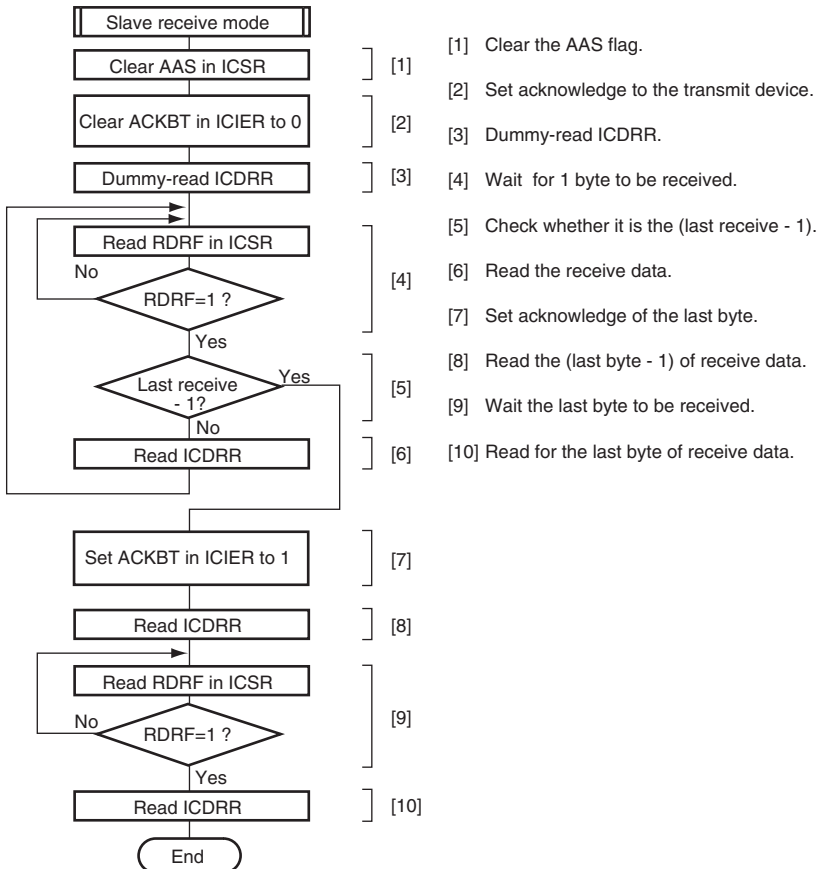 Slave receive mode
Clear AAS in ICSR
[1]
Clear ACKBT in ICIER to 0
[2]
Dummy-read ICDRR
[3]
Read RDRF in ICSR
No
RDRF=1 ?
[4]
Yes
Last receive
- 1?
Yes
[5]
No
Read ICDRR
[6]
Set ACKBT in ICIER to 1
[7]
Read ICDRR
[8]
Read RDRF in ICSR
No
RDRF=1 ?
[9]
Yes
Read ICDRR
[10]
End
[1] Clear the AAS flag.
[2] Set acknowledge to the transmit device.
[3] Dummy-read ICDRR.
[4] Wait for 1 byte to be received.
[5] Check whether it is the (last receive - 1).
[6] Read the receive data.
[7] Set acknowledge of the last byte.
[8] Read the (last byte - 1) of receive data.
[9] Wait the last byte to be received.
[10] Read for the last byte of receive data.